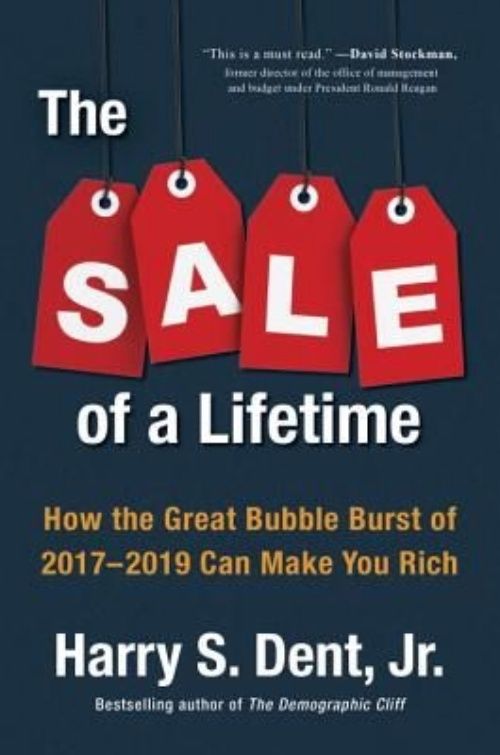 "This is a must read." —David Stockman,
former director of the office of management
and budget under President Ronald Reagan
The
SALE
of a Lifetime
How the Great Bubble Burst of
2017–2019 Can Make You Rich
Harry S. Dent, Jr.
Bestselling author of The Demographic Cliff